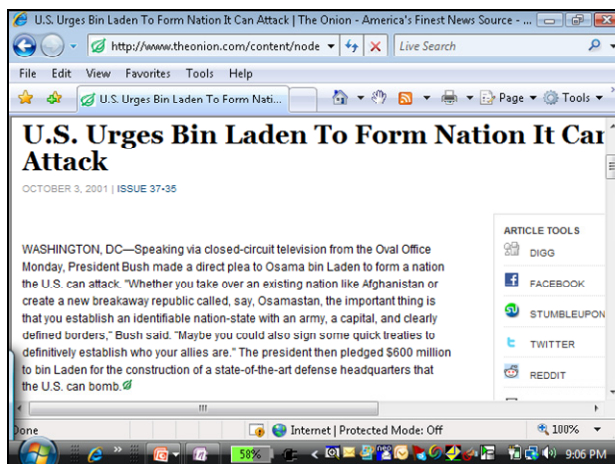 U.S. Urges Bin Laden To Form Nation It Can Attack | The Onion - America's Finest News Source - ...
http://www.theonion.com/content/node
Live Search
File Edit View Favorites Tools Help
U.S. Urges Bin Laden To Form Nati...
Page Tools
U.S. Urges Bin Laden To Form Nation It Can
Attack
OCTOBER 3, 2001 | ISSUE 37-35
ARTICLE TOOLS
DIGG
FACEBOOK
STUMBLEUPON
TWITTER
REDDIT
WASHINGTON, DC—Speaking via closed-circuit television from the Oval Office
Monday, President Bush made a direct plea to Osama bin Laden to form a nation
the U.S. can attack. "Whether you take over an existing nation like Afghanistan or
create a new breakaway republic called, say, Osamastan, the important thing is
that you establish an identifiable nation-state with an army, a capital, and clearly
defined borders," Bush said. "Maybe you could also sign some quick treaties to
definitively establish who your allies are." The president then pledged $600 million
to bin Laden for the construction of a state-of-the-art defense headquarters that
the U.S. can bomb.
Done
Internet | Protected Mode: Off
100%
58%
9:06 PM